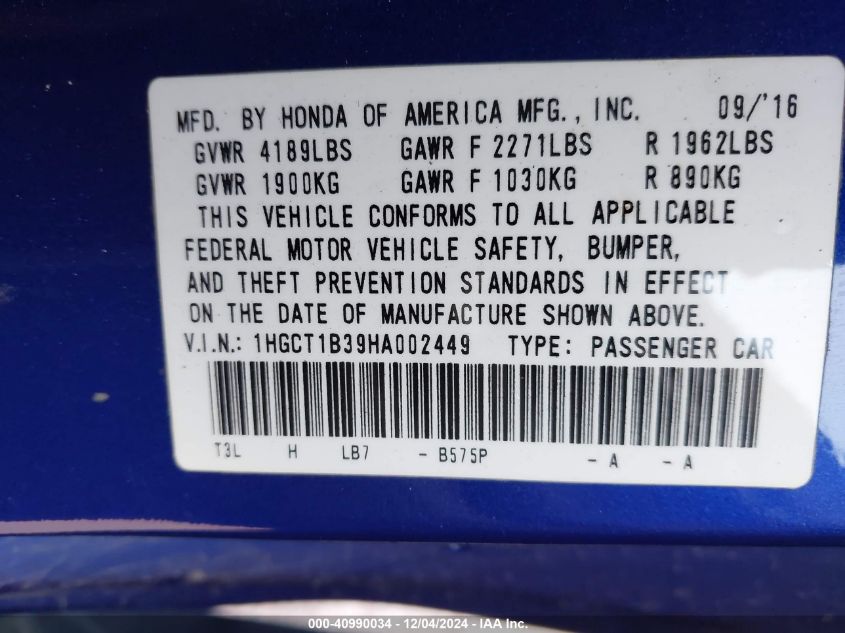 MFD. BY HONDA OF AMERICA MFG., INC. 09/'16
GVWR 4189LBS GAWR F 2271LBS R 1962LBS
GVWR 1900KG GAWR F 1030KG R 890KG
THIS VEHICLE CONFORMS TO ALL APPLICABLE
FEDERAL MOTOR VEHICLE SAFETY, BUMPER,
AND THEFT PREVENTION STANDARDS IN EFFECT
ON THE DATE OF MANUFACTURE SHOWN ABOVE.
V.I.N.: 1HGCT1B39HA002449 TYPE: PASSENGER CAR
T3L H LB7 - B575P - A - A
000-40990034 - 12/04/2024 - IAA Inc.